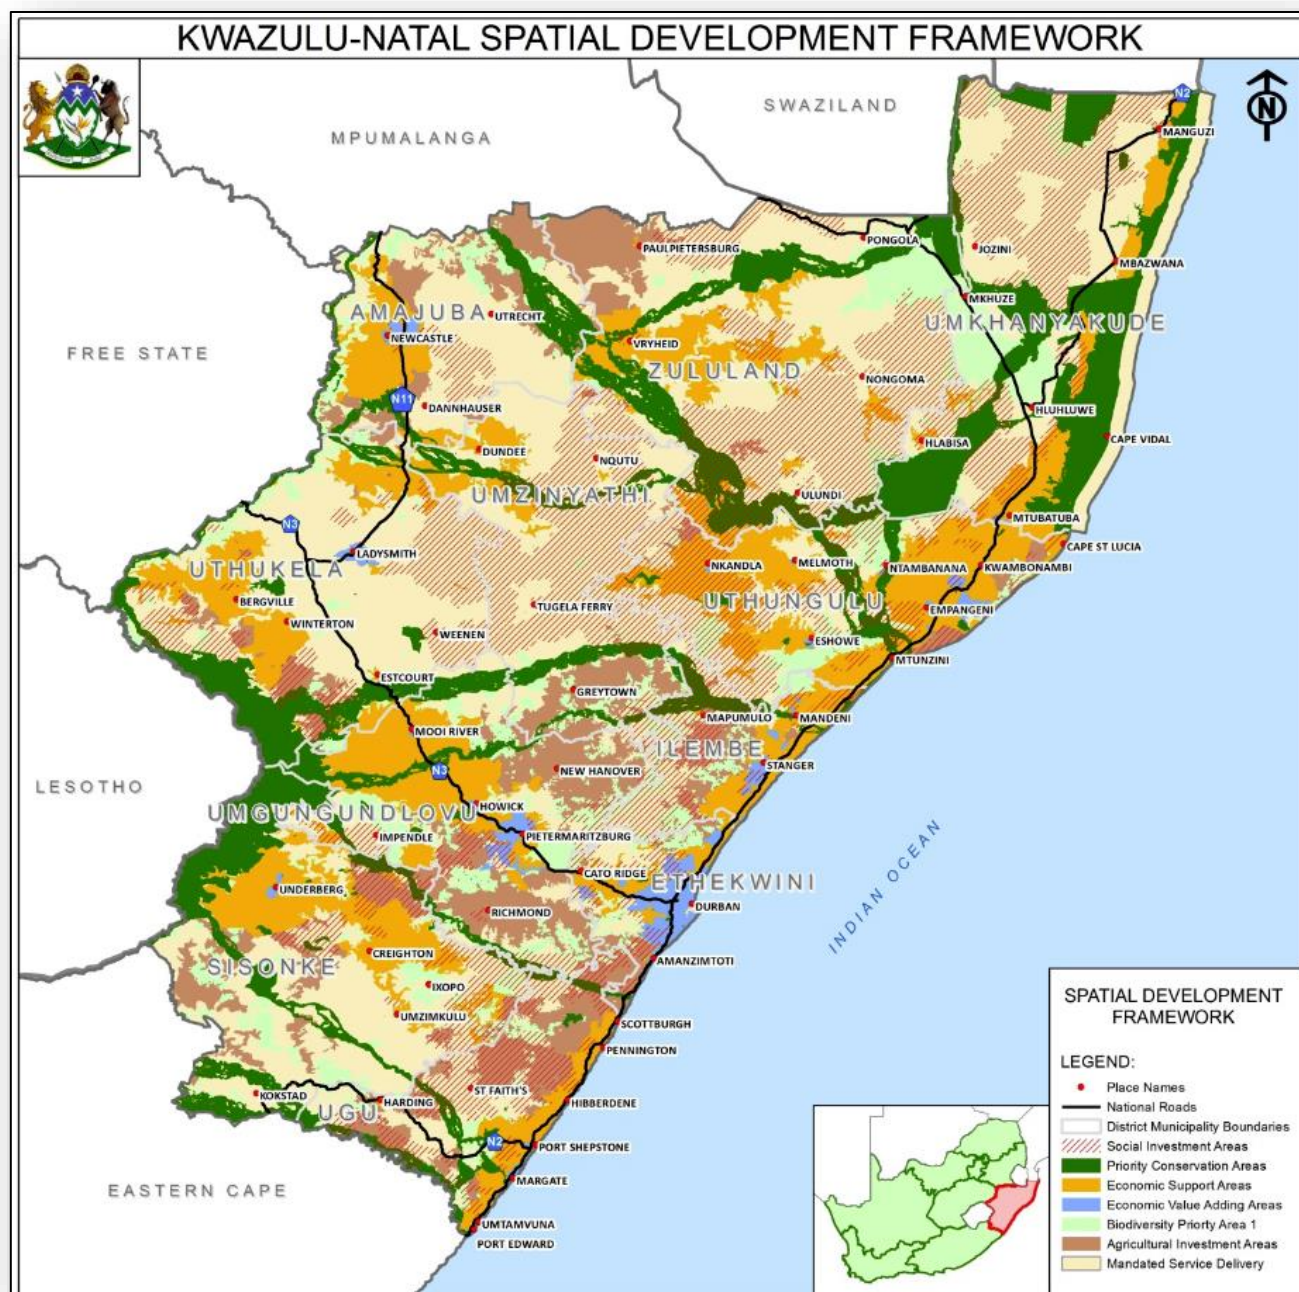 KWAZULU-NATAL SPATIAL DEVELOPMENT FRAMEWORK
SWAZILAND
N2
MPUMALANGA
MANGUZI
PAULPIETERSBURG
PONGOLA
JOZINI
MBAZWANA
MKHUZE
AMAJUBA
UTRECHT
UMKHANYAKUDE
NEWCASTLE
VRYHEID
FREE STATE
ZULULAND
NONGOMA
N11
DANNHAUSER
HLUHLUWE
CAPE VIDAL
HLABISA
DUNDEE
NQUTU
UMZINYATHI
ULUNDI
MTUBATUBA
N3
CAPE ST LUCIA
LADYSMITH
UTHUKELA
NKANDLA
MELMOTH
NTAMBANANA
KWAMBONAMBI
BERGVILLE
TUGELA FERRY
UTHUNGULU
EMPANGENI
WINTERTON
WEENEN
ESHOWE
MTUNZINI
ESTCOURT
GREYTOWN
MAPUMULO
MANDENI
MOOI RIVER
ILEMBE
STANGER
N3
NEW HANOVER
LESOTHO
UMGUNGUNDLOVU
HOWICK
IMPENDLE
PIETERMARITZBURG
CATO RIDGE
ETHEKWINI
UNDERBERG
DURBAN
RICHMOND
INDIAN OCEAN
CREIGHTON
AMANZIMTOTI
SISONKE
IXOPO
UMZIMKULU
SCOTTBURGH
PENNINGTON
ST FAITH'S
KOKSTAD
HARDING
HIBBERDENE
UGU
N2
PORT SHEPSTONE
MARGATE
EASTERN CAPE
UMTAMVUNA
PORT EDWARD
N
SPATIAL DEVELOPMENT
FRAMEWORK
LEGEND:
Place Names
National Roads
District Municipality Boundaries
Social Investment Areas
Priority Conservation Areas
Economic Support Areas
Economic Value Adding Areas
Biodiversity Priorty Area 1
Agricultural Investment Areas
Mandated Service Delivery